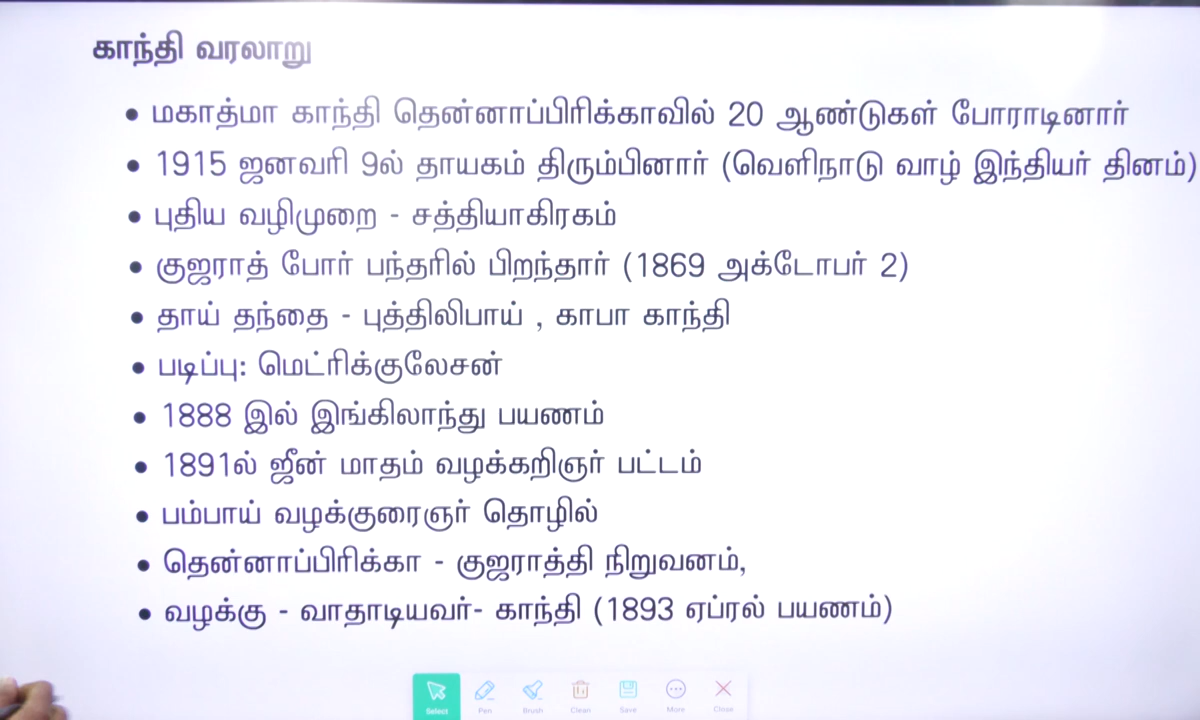 காந்தி வரலாறு
• மகாத்மா காந்தி தென்னாப்பிரிக்காவில் 20 ஆண்டுகள் போராடினார்
• 1915 ஜனவரி 9ல் தாயகம் திரும்பினார் (வெளிநாடு வாழ் இந்தியர் தினம்)
• புதிய வழிமுறை - சத்தியாகிரகம்
• குஜராத் போர் பந்தரில் பிறந்தார் (1869 அக்டோபர் 2)
• தாய் தந்தை - புத்திலிபாய் , காபா காந்தி
• படிப்பு: மெட்ரிக்குலேசன்
• 1888 இல் இங்கிலாந்து பயணம்
• 1891ல் ஜீன் மாதம் வழக்கறிஞர் பட்டம்
• பம்பாய் வழக்குரைஞர் தொழில்
• தென்னாப்பிரிக்கா - குஜராத்தி நிறுவனம்,
• வழக்கு - வாதாடியவர்- காந்தி (1893 ஏப்ரல் பயணம்)
Select Pen Brush Clean Save More Close